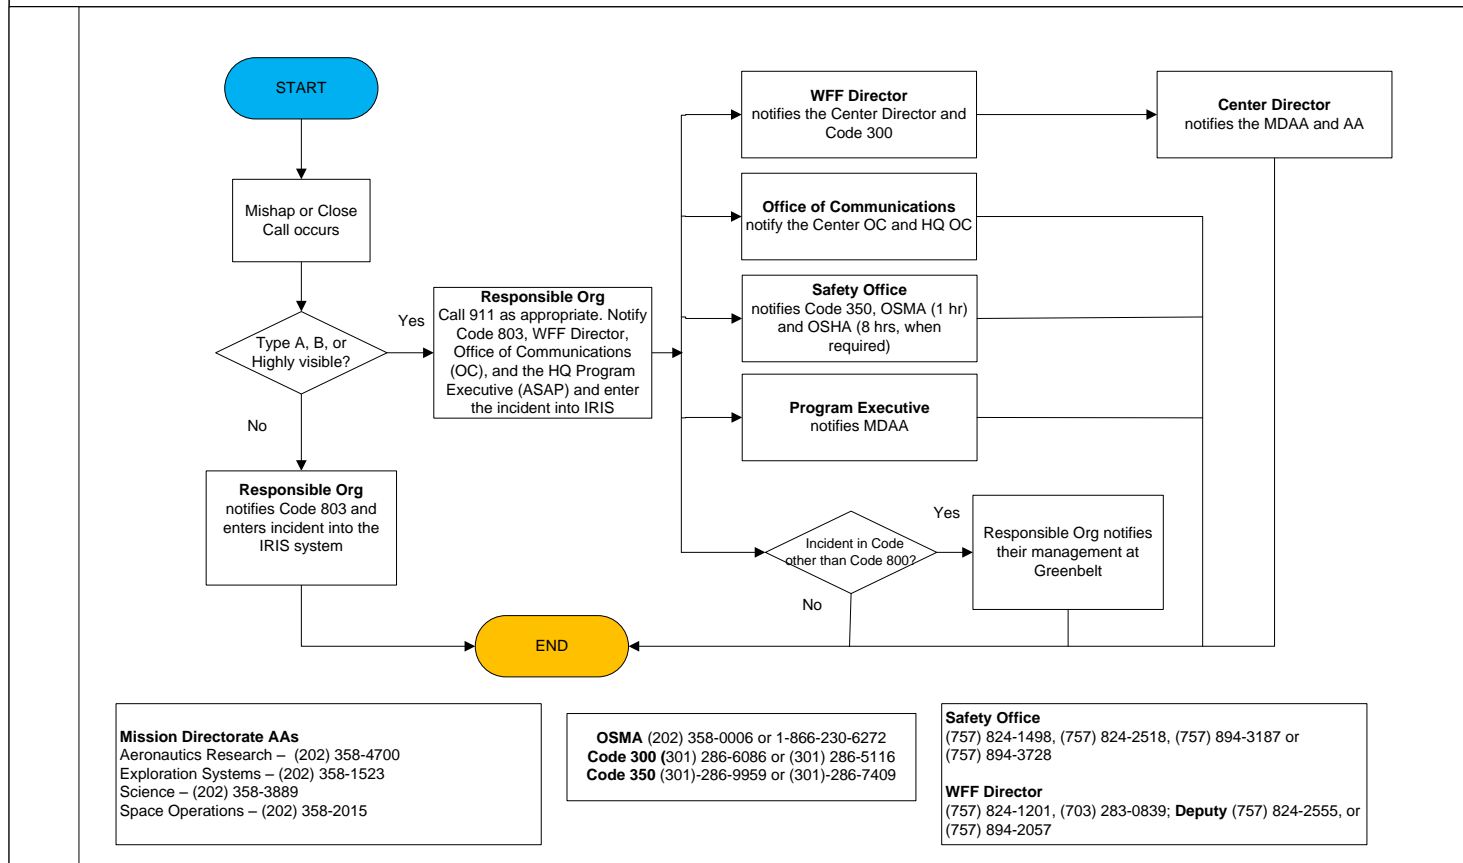 START
Mishap or Close
Call occurs
Type A, B, or
Highly visible?
Yes
No
Responsible Org
Call 911 as appropriate. Notify
Code 803, WFF Director,
Office of Communications
(OC), and the HQ Program
Executive (ASAP) and enter
the incident into IRIS
Responsible Org
notifies Code 803 and
enters incident into the
IRIS system
WFF Director
notifies the Center Director and
Code 300
Center Director
notifies the MDAA and AA
Office of Communications
notify the Center OC and HQ OC
Safety Office
notifies Code 350, OSMA (1 hr)
and OSHA (8 hrs, when
required)
Program Executive
notifies MDAA
Incident in Code
other than Code 800?
Yes
No
Responsible Org notifies
their management at
Greenbelt
END
Mission Directorate AAs
Aeronautics Research – (202) 358-4700
Exploration Systems – (202) 358-1523
Science – (202) 358-3889
Space Operations – (202) 358-2015
OSMA (202) 358-0006 or 1-866-230-6272
Code 300 (301) 286-6086 or (301) 286-5116
Code 350 (301)-286-9959 or (301)-286-7409
Safety Office
(757) 824-1498, (757) 824-2518, (757) 894-3187 or
(757) 894-3728
WFF Director
(757) 824-1201, (703) 283-0839; Deputy (757) 824-2555, or
(757) 894-2057